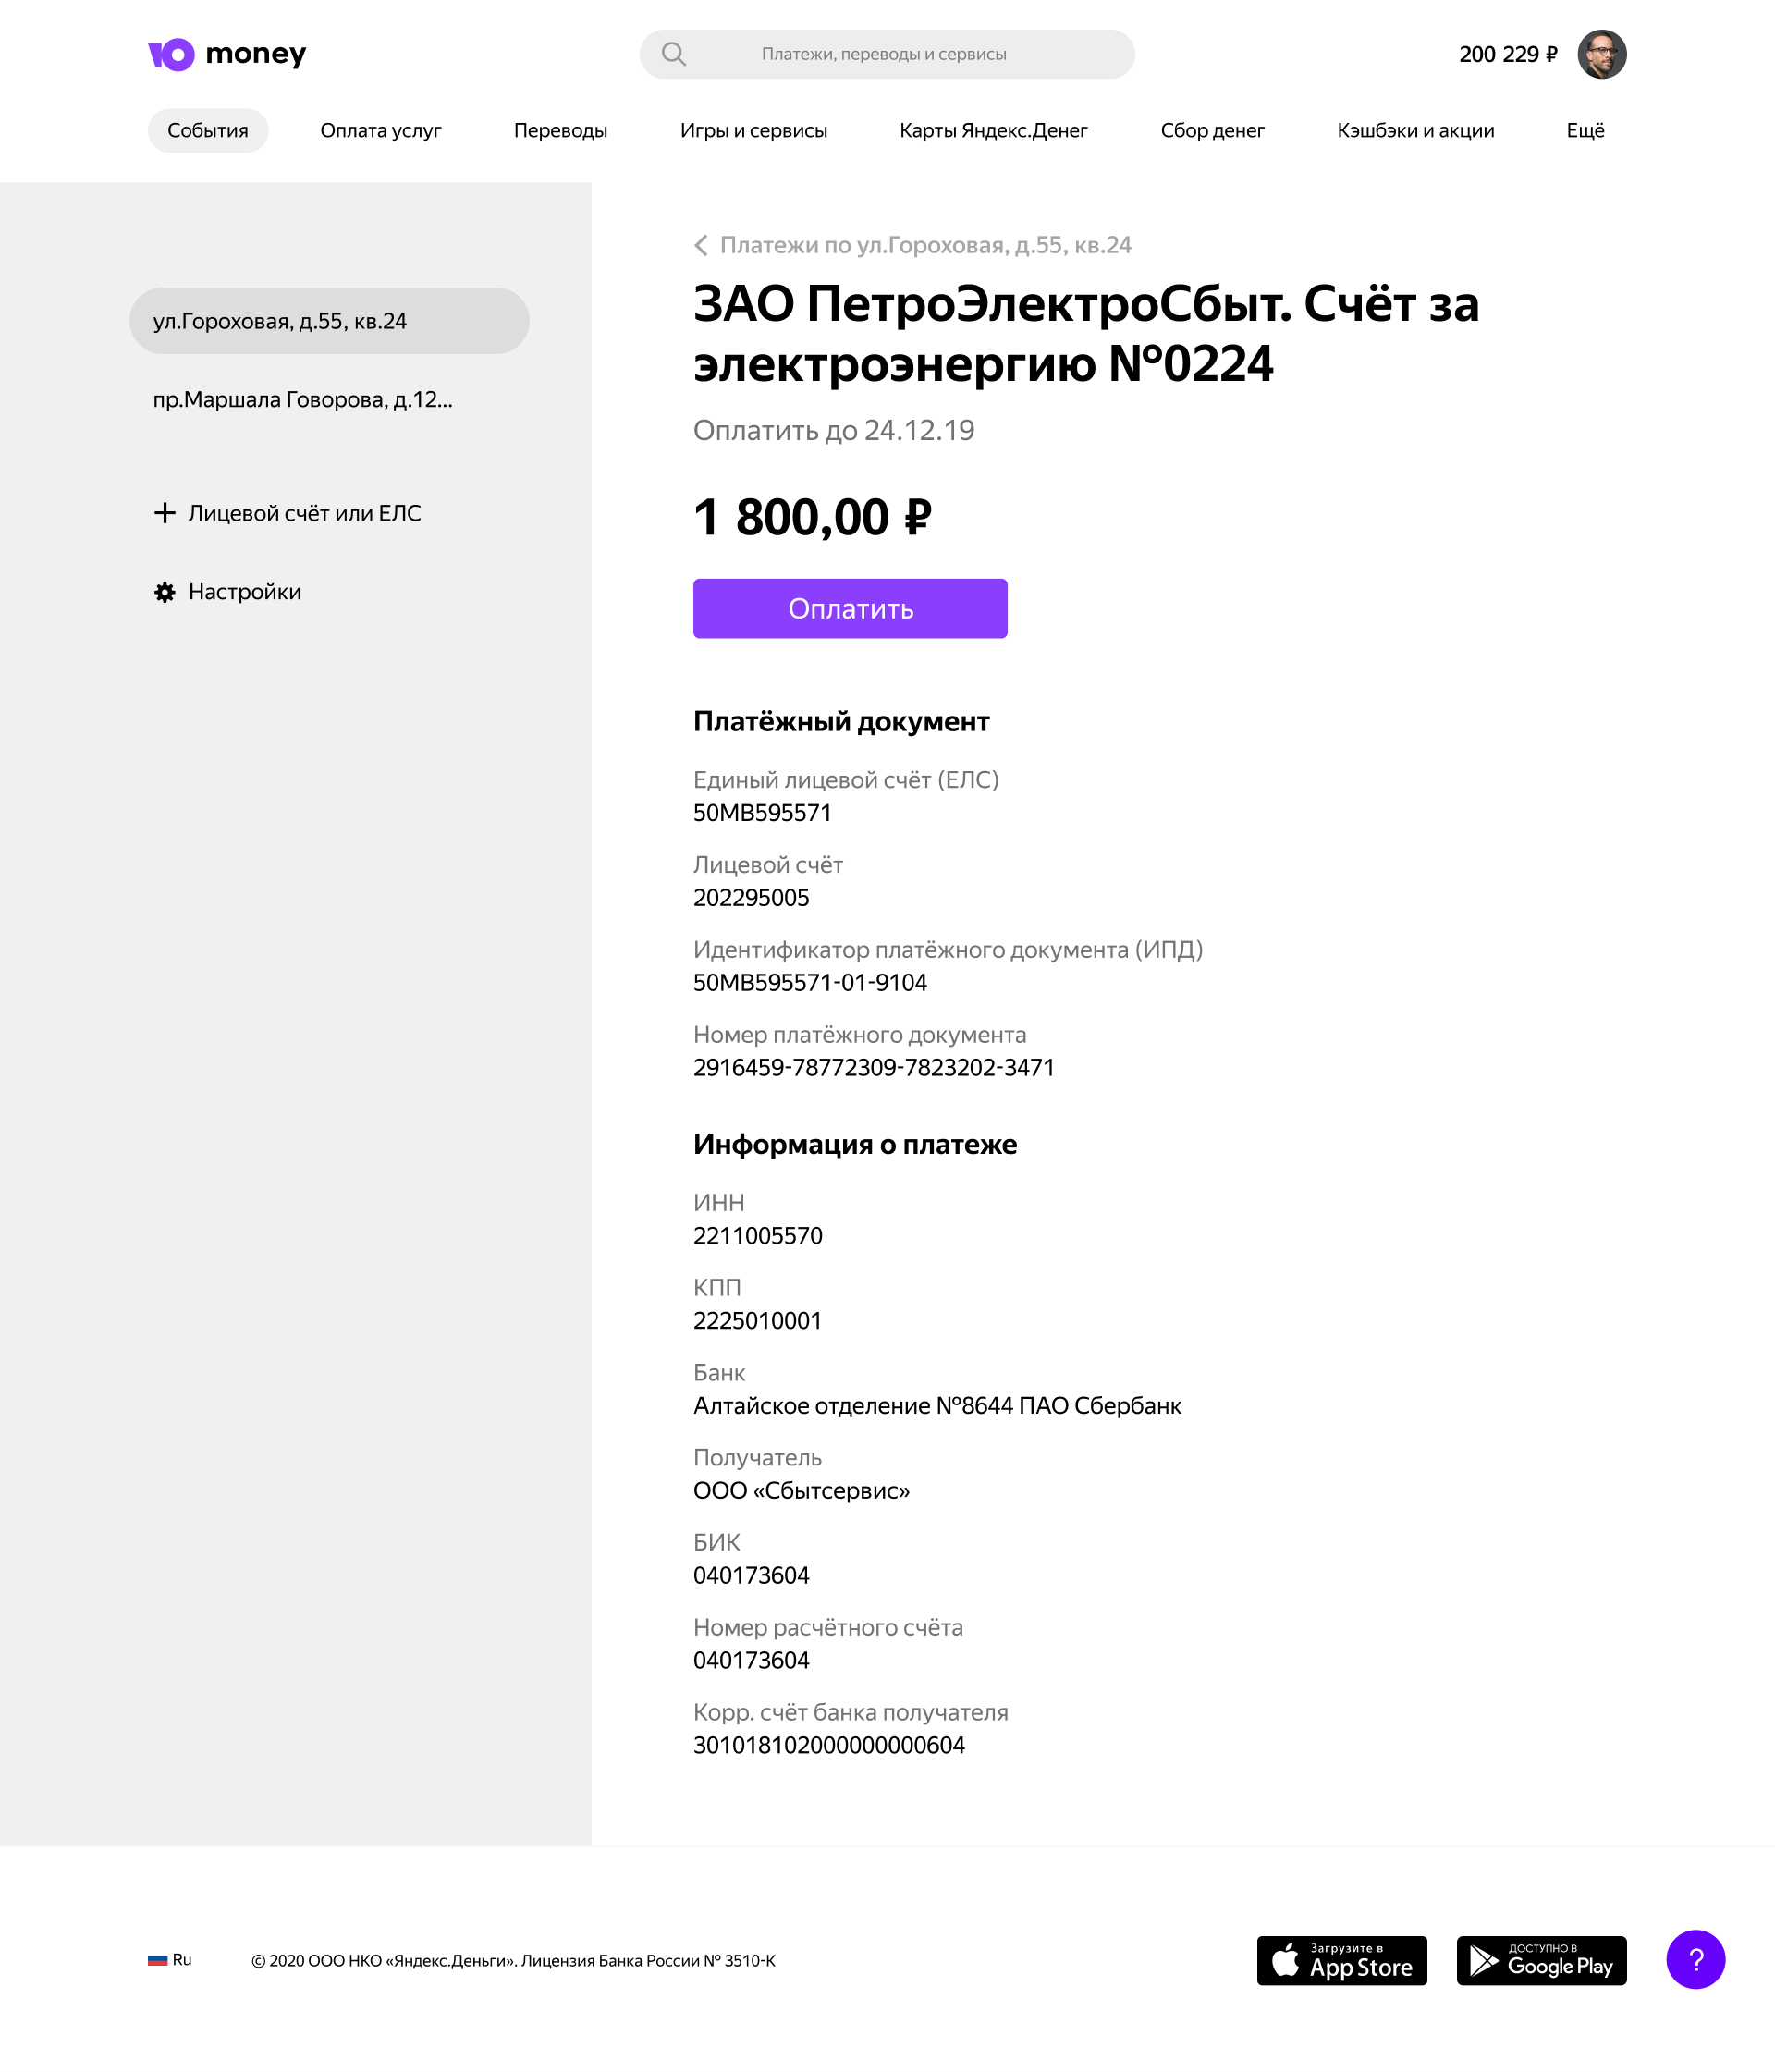 Ю money
Платежи, переводы и сервисы
200 229 ₽
События
Оплата услуг
Переводы
Игры и сервисы
Карты Яндекс.Денег
Сбор денег
Кэшбэки и акции
Ещё
ул.Гороховая, д.55, кв.24
пр.Маршала Говорова, д.12...
Лицевой счёт или ЕЛС
Настройки
Платежи по ул.Гороховая, д.55, кв.24
ЗАО ПетроЭлектроСбыт. Счёт за
электроэнергию №0224
Оплатить до 24.12.19
1 800,00 ₽
Оплатить
Платёжный документ
Единый лицевой счёт (ЕЛС)
50МВ595571
Лицевой счёт
202295005
Идентификатор платёжного документа (ИПД)
50МВ595571-01-9104
Номер платёжного документа
2916459-78772309-7823202-3471
Информация о платеже
ИНН
2211005570
КПП
2225010001
Банк
Алтайское отделение №8644 ПАО Сбербанк
Получатель
ООО «Сбытсервис»
БИК
040173604
Номер расчётного счёта
040173604
Корр. счёт банка получателя
301018102000000000604
Ru
© 2020 ООО НКО «Яндекс.Деньги». Лицензия Банка России № 3510-К
Загрузите в
App Store
ДОСТУПНО В
Google Play
?